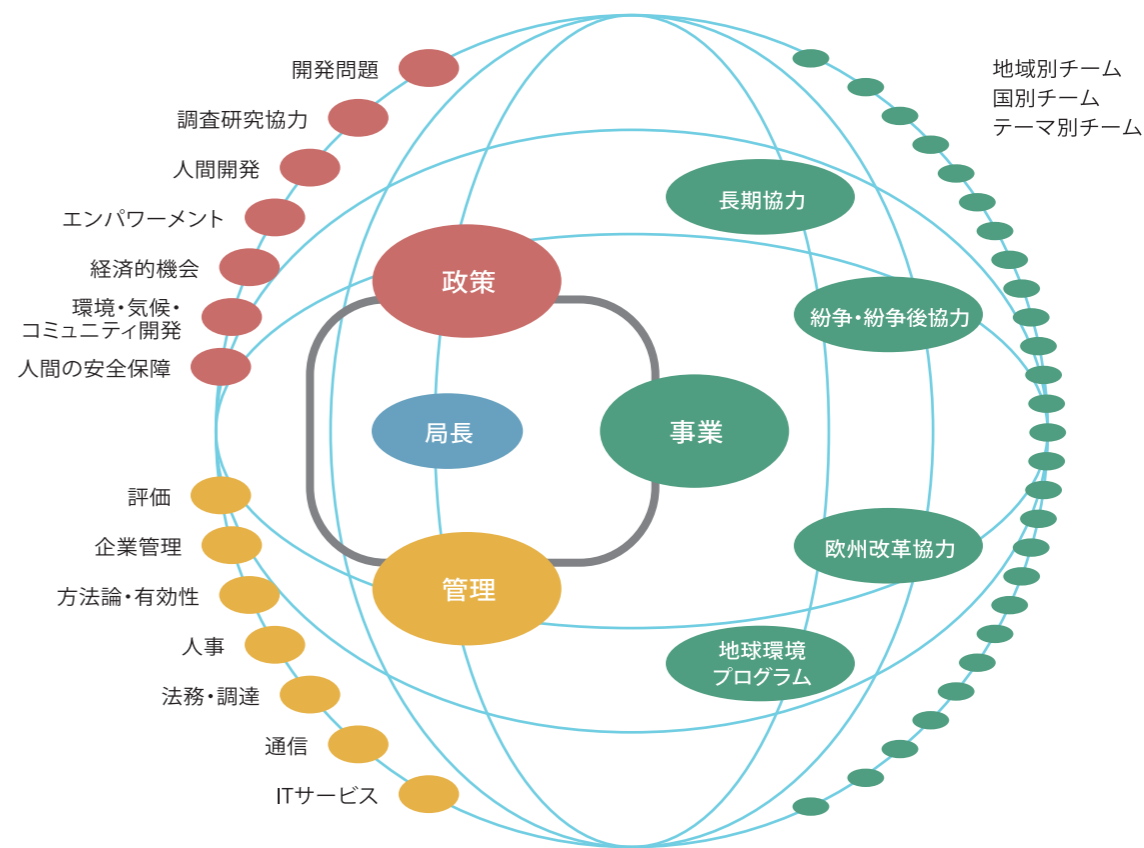 開発問題
調査研究協力
人間開発
エンパワーメント
経済的機会
環境・気候・
コミュニティ開発
人間の安全保障
評価
企業管理
方法論・有効性
人事
法務・調達
通信
ITサービス
政策
局長
事業
管理
長期協力
紛争・紛争後協力
欧州改革協力
地球環境
プログラム
地域別チーム
国別チーム
テーマ別チーム